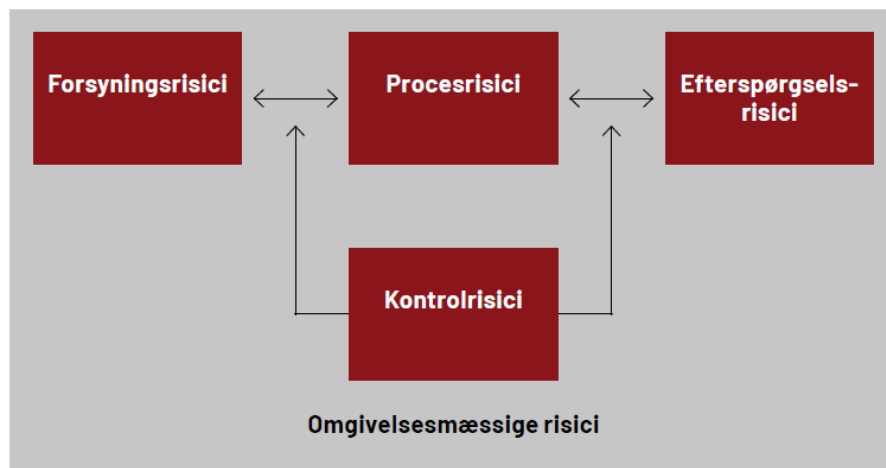 Forsyningsrisici
Procesrisici
Efterspørgsels-
risici
Kontrolrisici
Omgivelsesmæssige risici